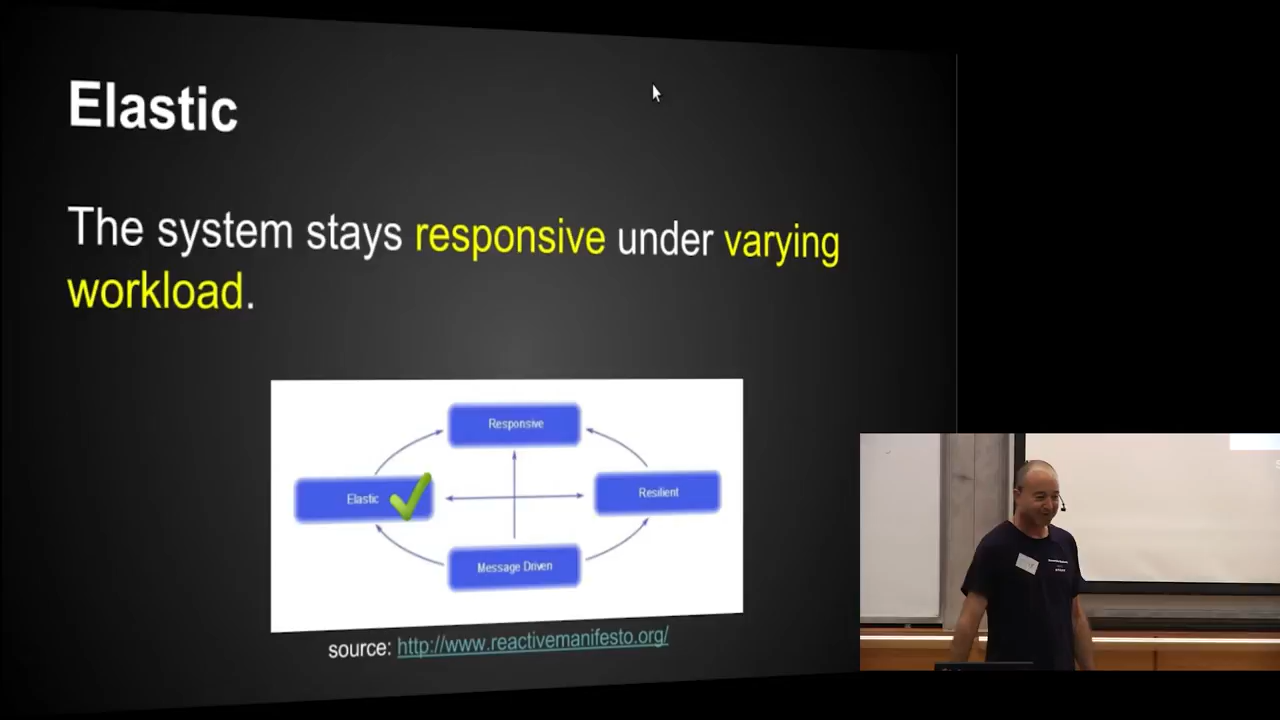 Elastic
The system stays responsive under varying
workload.
Responsive
Elastic
Resilient
Message Driven
source: http://www.reactivemanifesto.org/